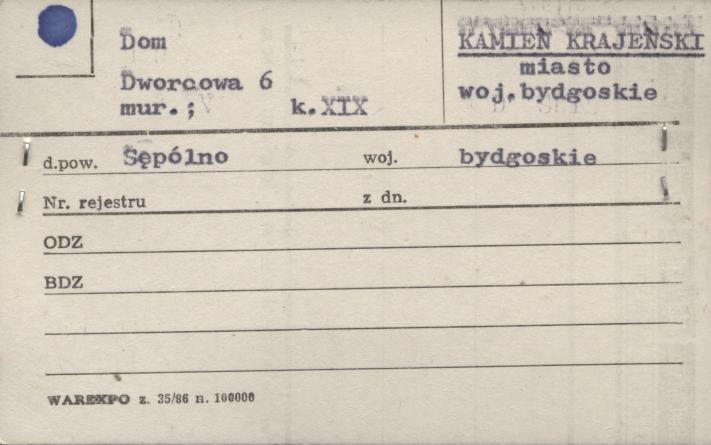 Dom
Dworcowa 6
mur.; k.XIX
KAMIEŃ KRAJEŃSKI
miasto
woj.bydgoskie
d.pow. Sępólno woj. bydgoskie
Nr. rejestru z dn.
ODZ
BDZ
WAREXPO z. 35/86 n. 100000